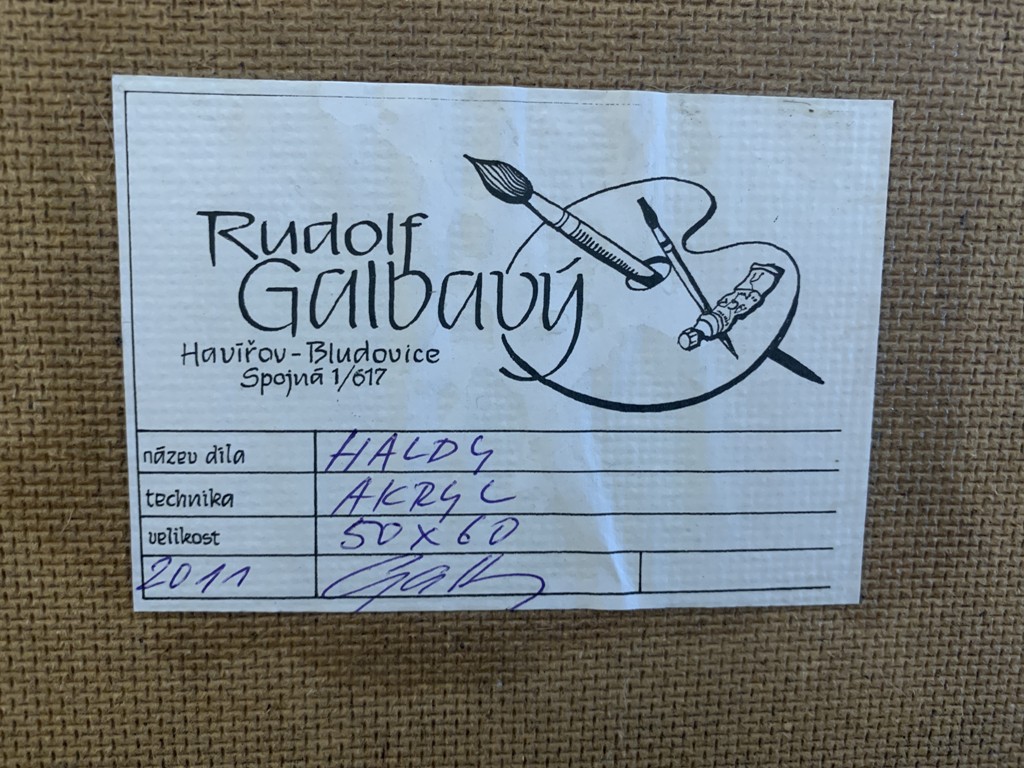 Rudolf
Galbavý
Havířov-Bludovice
Spojná 1/617
název díla HALDY
technika AKRYL
velikost 50 x 60
2011